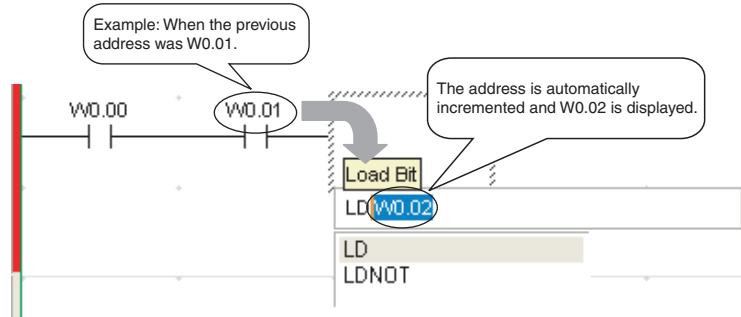 Example: When the previous
address was W0.01.
The address is automatically
incremented and W0.02 is displayed.
W0.00
W0.01
Load Bit
LD W0.02
LD
LDNOT